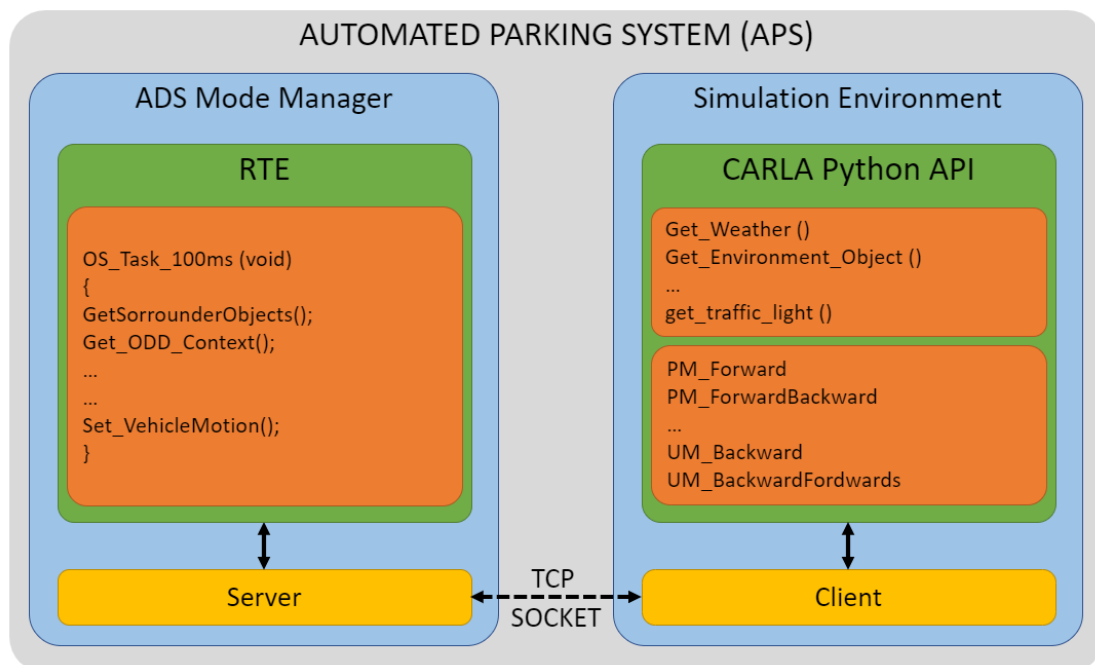 AUTOMATED PARKING SYSTEM (APS)
ADS Mode Manager
RTE
OS_Task_100ms (void)
{
GetSorrounderObjects();
Get_ODD_Context();
...
...
Set_VehicleMotion();
}
Server
TCP
SOCKET
Simulation Environment
CARLA Python API
Get_Weather ()
Get_Environment_Object ()
...
get_traffic_light ()
PM_Forward
PM_ForwardBackward
...
UM_Backward
UM_BackwardFordwards
Client